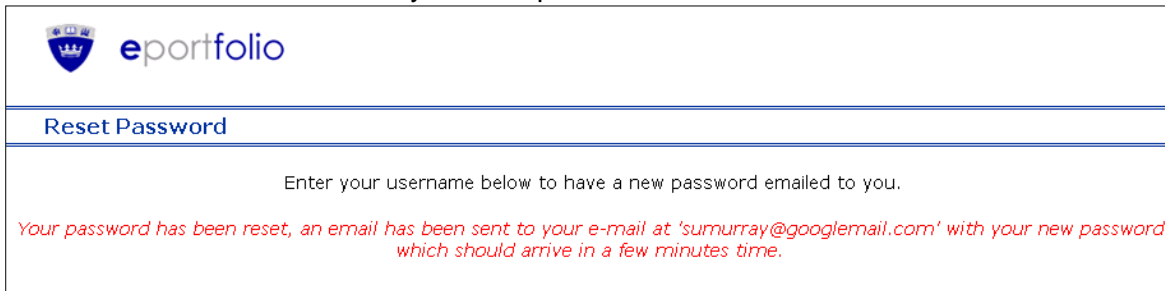 eportfolio
Reset Password
Enter your username below to have a new password emailed to you.
Your password has been reset, an email has been sent to your e-mail at 'sumurray@googlemail.com' with your new password
which should arrive in a few minutes time.